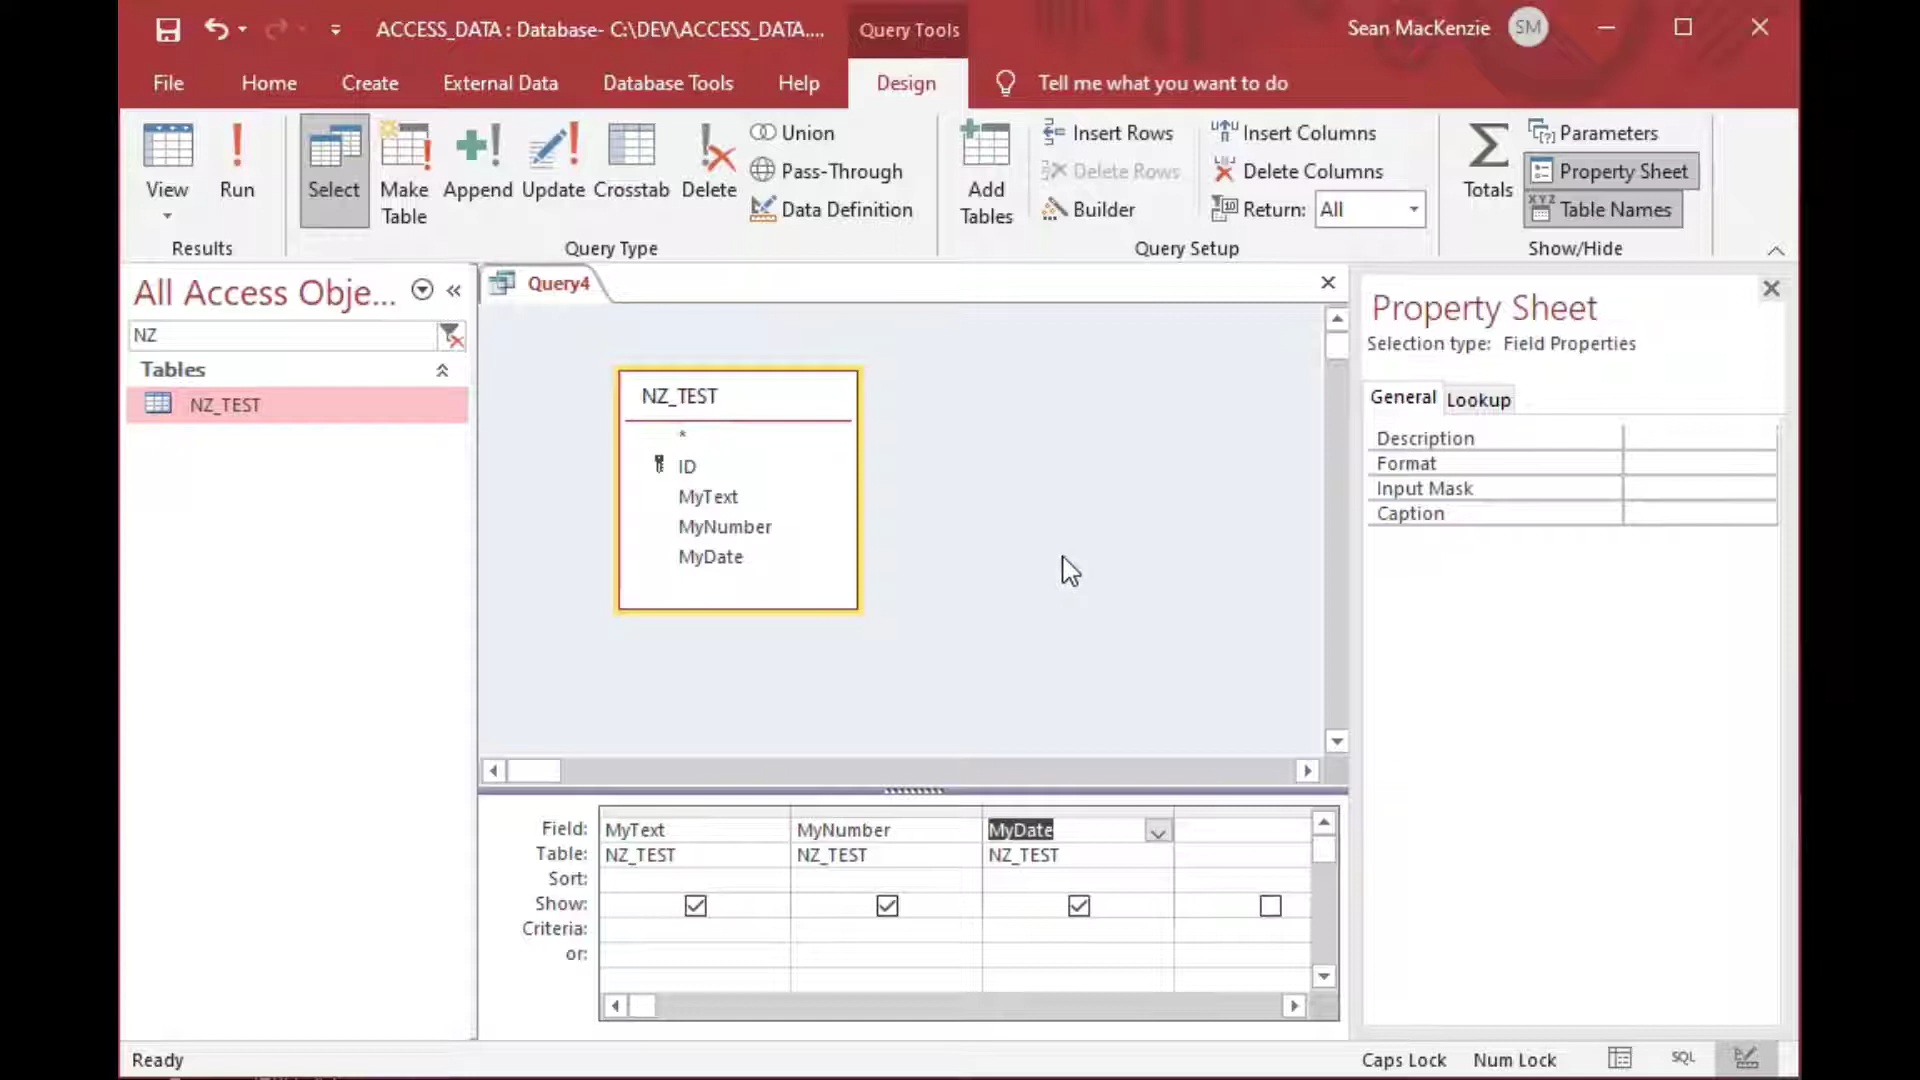 ACCESS_DATA : Database- C:\DEV\ACCESS_DATA....
Query Tools
Sean MacKenzie
SM
File
Home
Create
External Data
Database Tools
Help
Design
Tell me what you want to do
View
Run
Select
Make Table
Append
Update
Crosstab
Delete
Union
Pass-Through
Data Definition
Add Tables
Insert Rows
Delete Rows
Builder
Insert Columns
Delete Columns
Return: All
Totals
Parameters
Property Sheet
Table Names
Results
Query Type
Query Setup
Show/Hide
All Access Obje...
NZ
Tables
NZ_TEST
Query4
NZ_TEST
*
ID
MyText
MyNumber
MyDate
Field: MyText MyNumber MyDate
Table: NZ_TEST NZ_TEST NZ_TEST
Sort:
Show:
Criteria:
or:
Property Sheet
Selection type: Field Properties
General
Lookup
Description
Format
Input Mask
Caption
Ready
Caps Lock
Num Lock
SQL